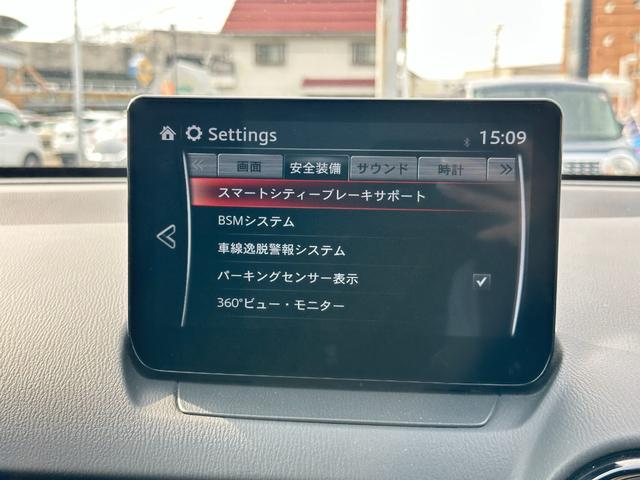 Settings 15:09
画面 安全装備 サウンド 時計
スマートシティーブレーキサポート
BSMシステム
車線逸脱警報システム
パーキングセンサー表示
360°ビュー・モニター